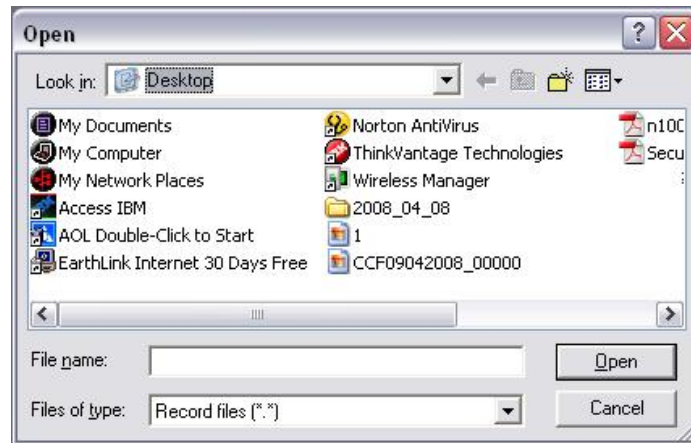 Open
Look in: Desktop
My Documents
My Computer
My Network Places
Access IBM
AOL Double-Click to Start
EarthLink Internet 30 Days Free
Norton AntiVirus
ThinkVantage Technologies
Wireless Manager
2008_04_08
1
CCF09042008_00000
n100
Secu
File name:
Open
Files of type: Record files (*.*)
Cancel